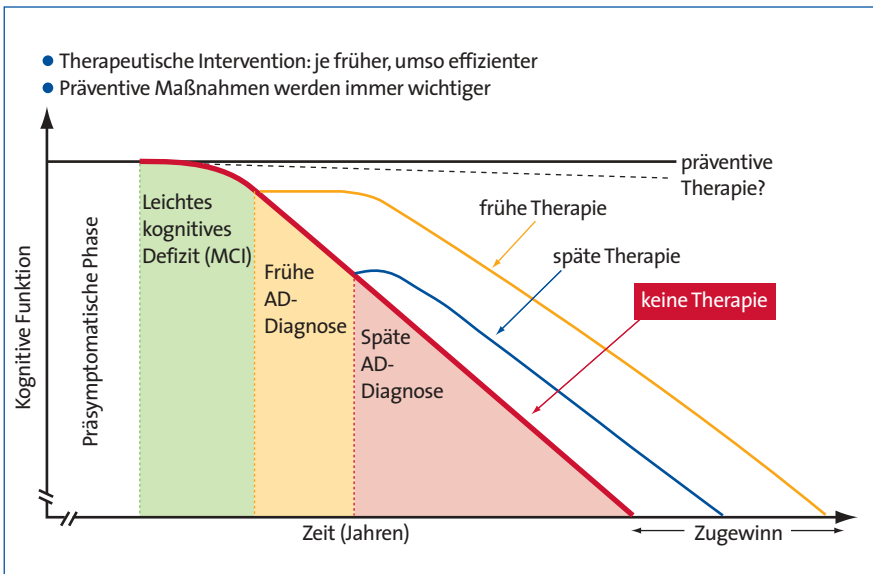 ● Therapeutische Intervention: je früher, umso effizienter
● Präventive Maßnahmen werden immer wichtiger
Kognitive Funktion
Präsymptomatische Phase
Leichtes
kognitives
Defizit (MCI)
Frühe
AD-
Diagnose
Späte
AD-
Diagnose
präventive
Therapie?
frühe Therapie
späte Therapie
keine Therapie
Zeit (Jahren)
Zugewinn